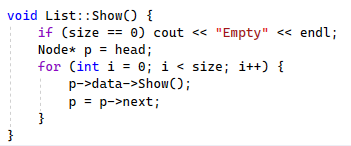 void List::Show() {
    if (size == 0) cout << "Empty" << endl;
    Node* p = head;
    for (int i = 0; i < size; i++) {
        p->data->Show();
        p = p->next;
    }
}